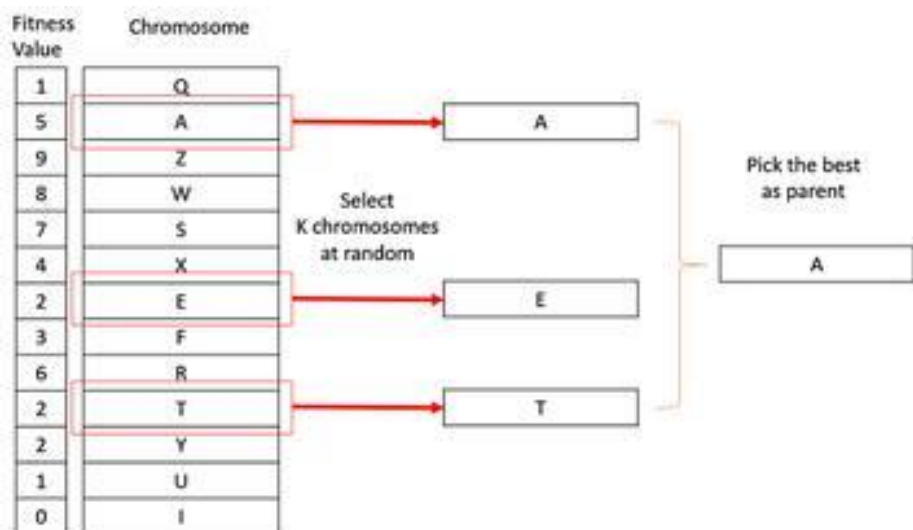 Fitness
Value
Chromosome
1 Q
5 A
9 Z
8 W
7 S
4 X
2 E
3 F
6 R
2 T
2 Y
1 U
0 I
Select
K chromosomes
at random
A
E
T
Pick the best
as parent
A